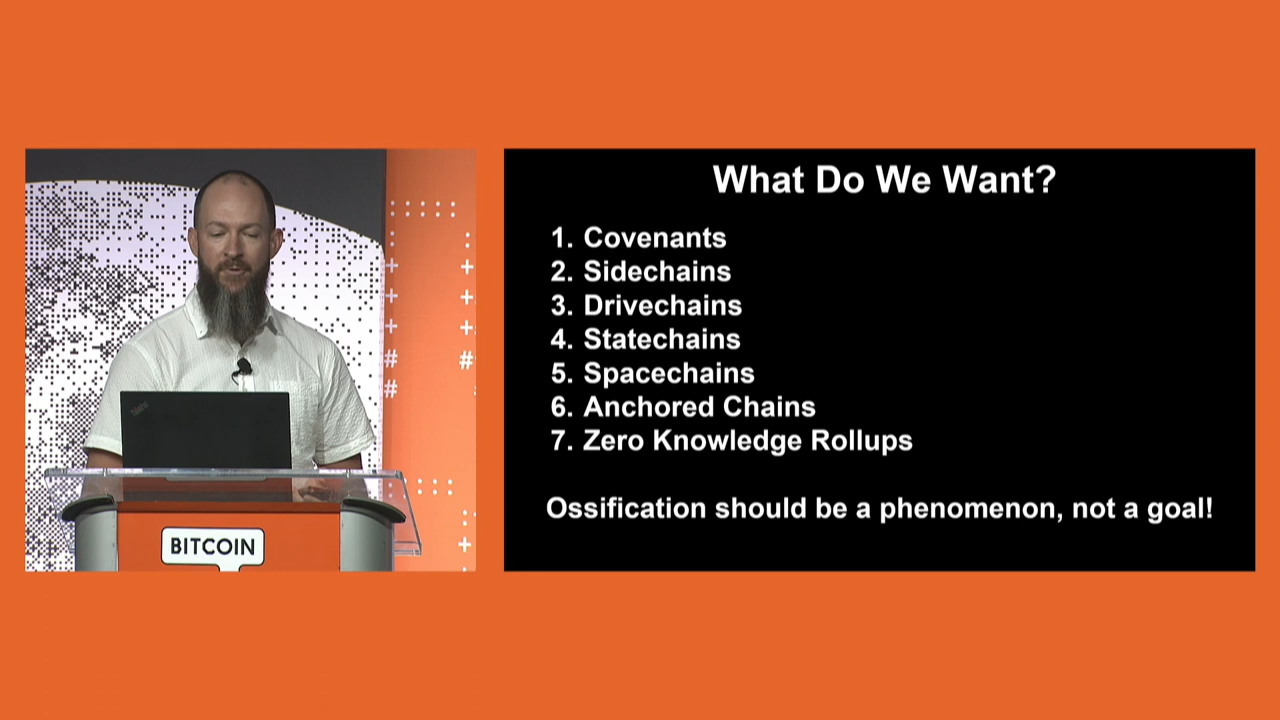 What Do We Want?
1. Covenants
2. Sidechains
3. Drivechains
4. Statechains
5. Spacechains
6. Anchored Chains
7. Zero Knowledge Rollups
Ossification should be a phenomenon, not a goal!
BITCOIN